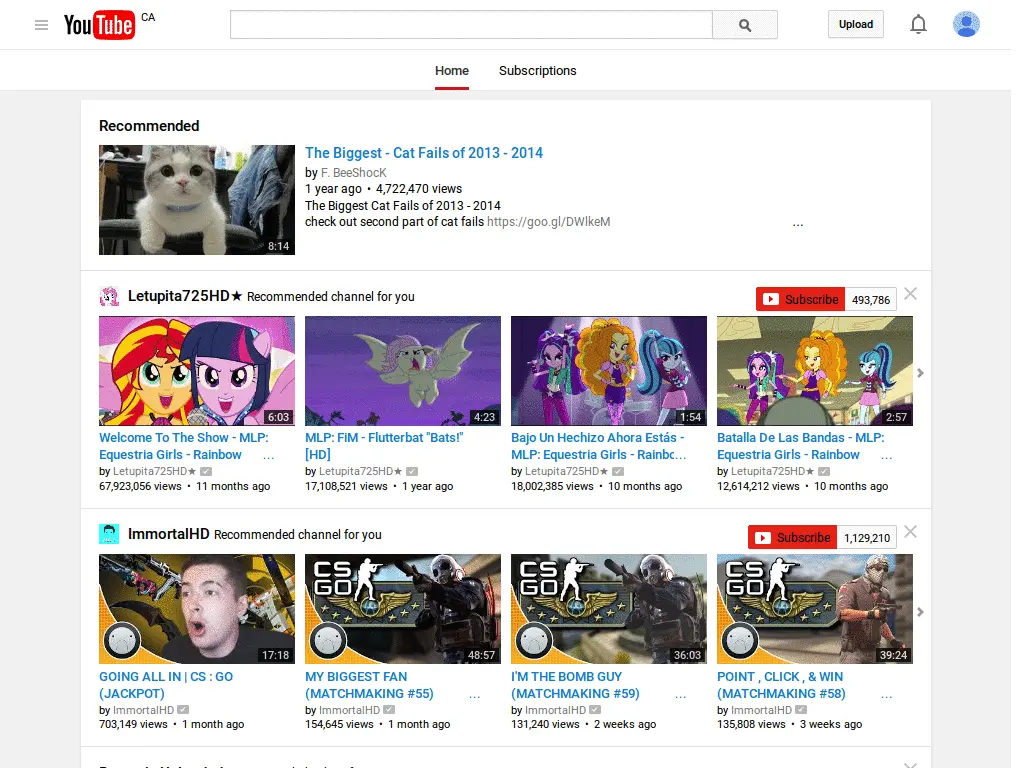 YouTube CA
Upload
Home Subscriptions
Recommended
8:14
The Biggest - Cat Fails of 2013 - 2014
by F. BeeShocK
1 year ago • 4,722,470 views
The Biggest Cat Fails of 2013 - 2014
check out second part of cat fails https://goo.gl/DWlkeM ...
Letupita725HD★ Recommended channel for you
Subscribe 493,786
6:03
4:23
1:54
2:57
Welcome To The Show - MLP:
Equestria Girls - Rainbow ...
by Letupita725HD★
67,923,056 views • 11 months ago
MLP: FiM - Flutterbat "Bats!"
[HD]
by Letupita725HD★
17,108,521 views • 1 year ago
Bajo Un Hechizo Ahora Estás -
MLP: Equestria Girls - Rainbc...
by Letupita725HD★
18,002,385 views • 10 months ago
Batalla De Las Bandas - MLP:
Equestria Girls - Rainbow ...
by Letupita725HD★
12,614,212 views • 10 months ago
ImmortalHD Recommended channel for you
Subscribe 1,129,210
17:18
CS
GO
48:57
CS
GO
36:03
CS
GO
39:24
GOING ALL IN | CS : GO
(JACKPOT)
by ImmortalHD
703,149 views • 1 month ago
MY BIGGEST FAN
(MATCHMAKING #55) ...
by ImmortalHD
154,645 views • 1 month ago
I'M THE BOMB GUY
(MATCHMAKING #59) ...
by ImmortalHD
131,240 views • 2 weeks ago
POINT , CLICK , & WIN
(MATCHMAKING #58) ...
by ImmortalHD
135,808 views • 3 weeks ago